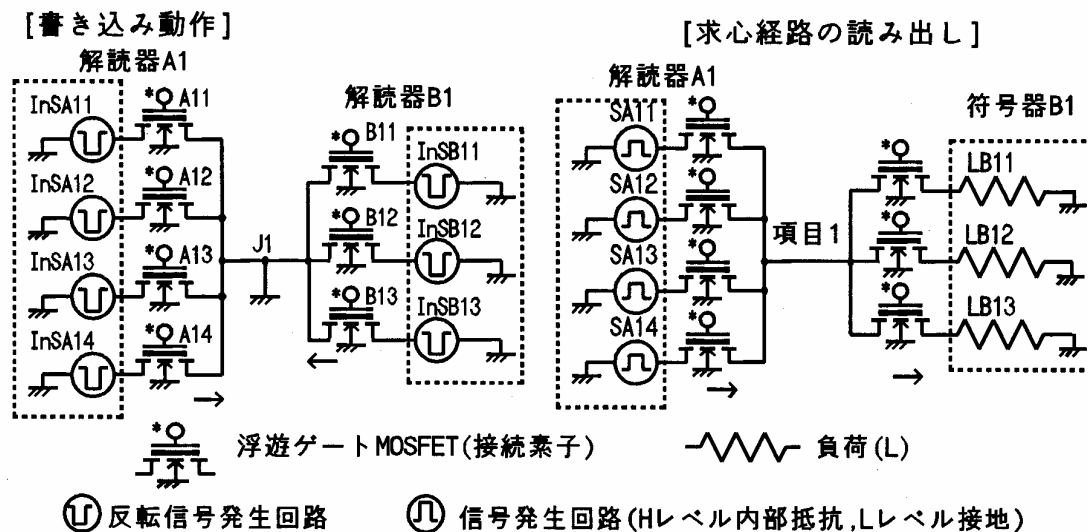 [書き込み動作]
解読器A1
InSA11
*
A11
InSA12
*
A12
InSA13
*
A13
InSA14
*
A14
J1
解読器B1
*
B11
InSB11
*
B12
InSB12
*
B13
InSB13
[求心経路の読み出し]
解読器A1
SA11
*
SA12
*
SA13
*
SA14
*
項目1
符号器B1
*
LB11
*
LB12
*
LB13
*
浮遊ゲートMOSFET(接続素子)
負荷(L)
反転信号発生回路
信号発生回路(Hレベル内部抵抗,Lレベル接地)